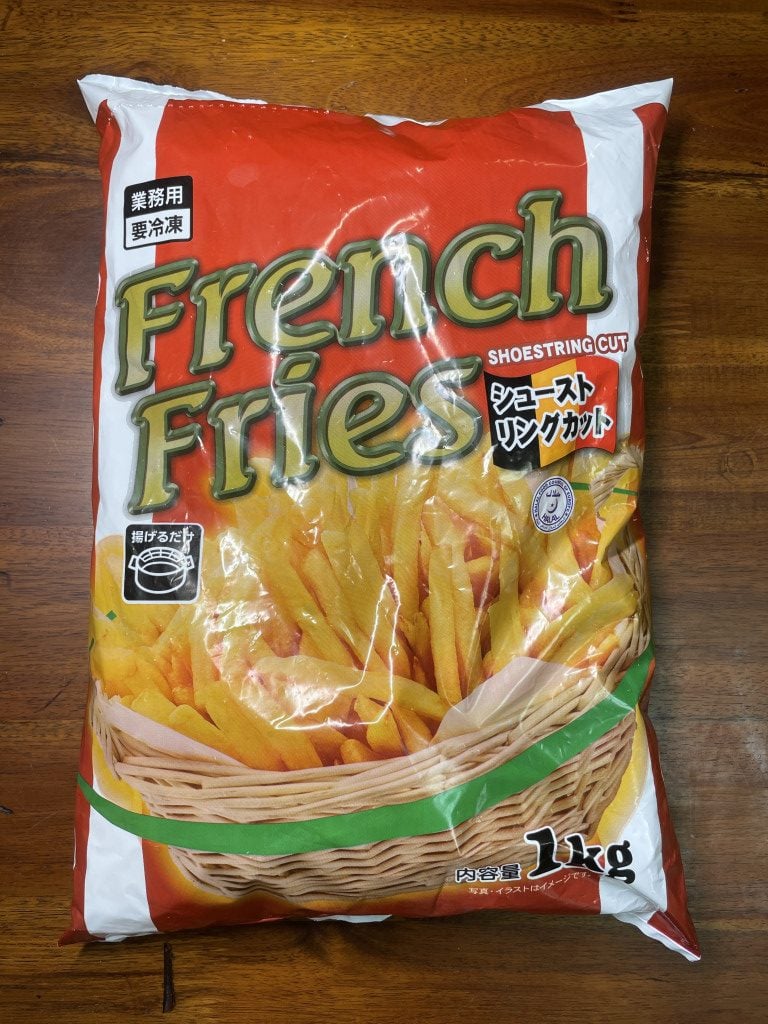 業務用
要冷凍
French
Fries
SHOESTRING CUT
シュースト
リングカット
HALAL
揚げるだけ
内容量 1kg
写真・イラストはイメージです。